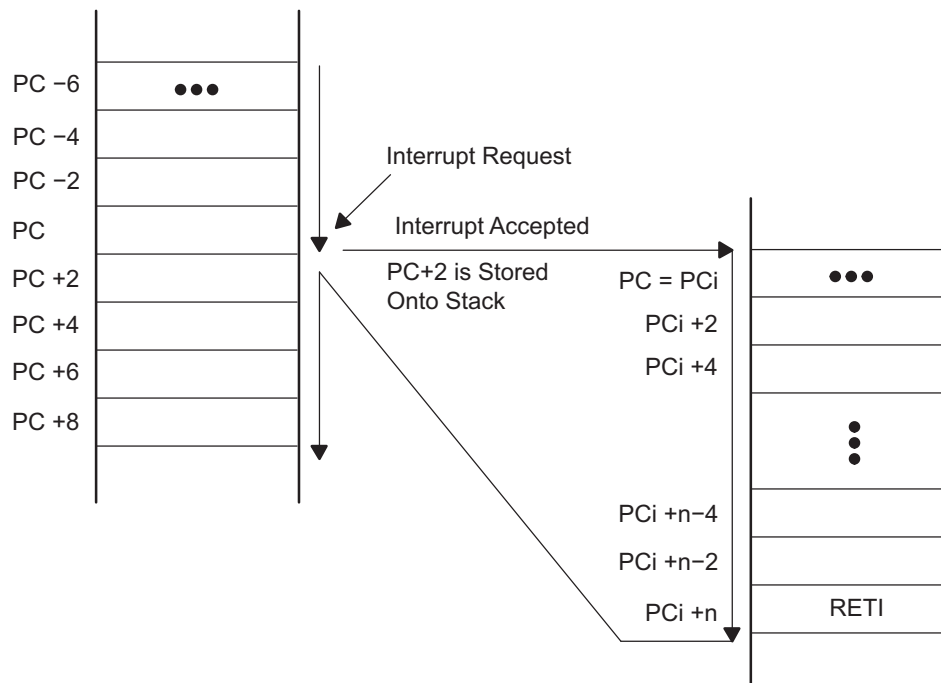 PC −6
PC −4
PC −2
PC
PC +2
PC +4
PC +6
PC +8
Interrupt Request
Interrupt Accepted
PC+2 is Stored
Onto Stack
PC = PCi
PCi +2
PCi +4
PCi +n−4
PCi +n−2
PCi +n
RETI